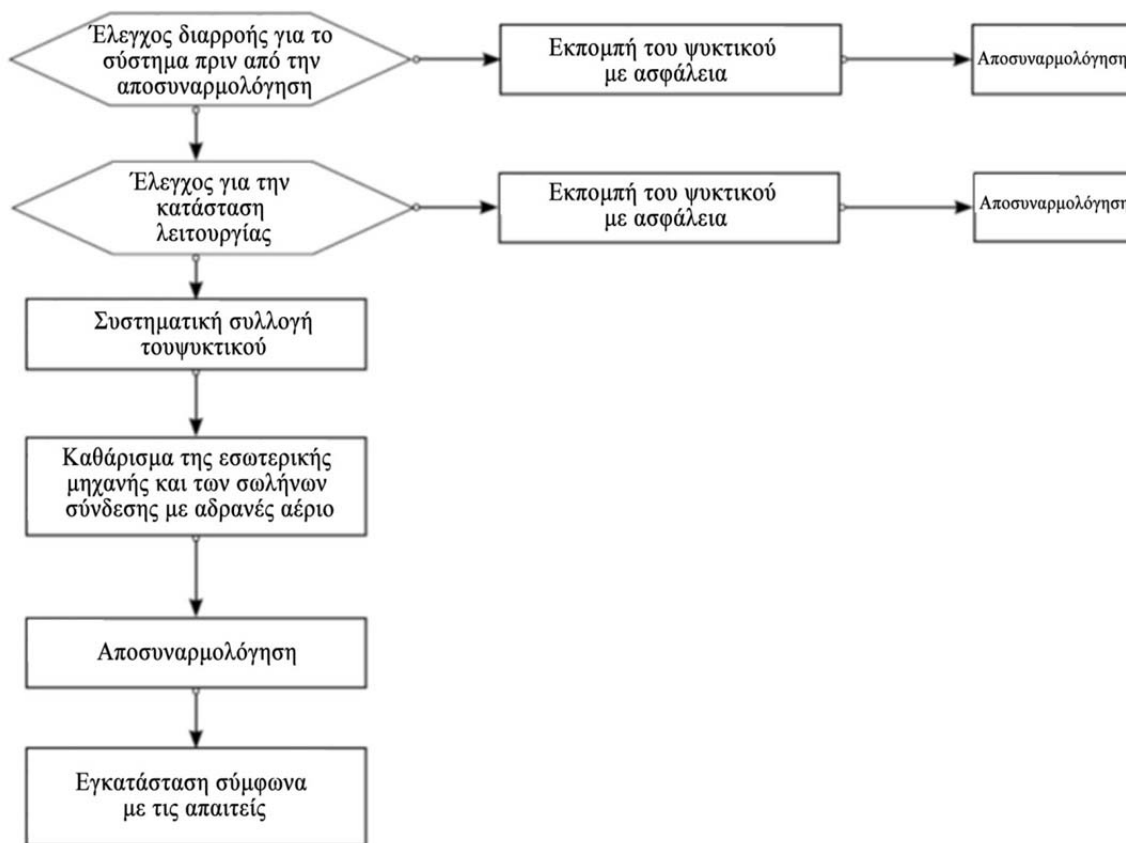 Έλεγχος διαρροής για το
σύστημα πριν από την
αποσυναρμολόγηση
Εκπομπή του ψυκτικού
με ασφάλεια
Αποσυναρμολόγηση
Έλεγχος για την
κατάσταση
λειτουργίας
Εκπομπή του ψυκτικού
με ασφάλεια
Αποσυναρμολόγηση
Συστηματική συλλογή
τουψυκτικού
Καθάρισμα της εσωτερικής
μηχανής και των σωλήνων
σύνδεσης με αδρανές αέριο
Αποσυναρμολόγηση
Εγκατάσταση σύμφωνα
με τις απαιτείς